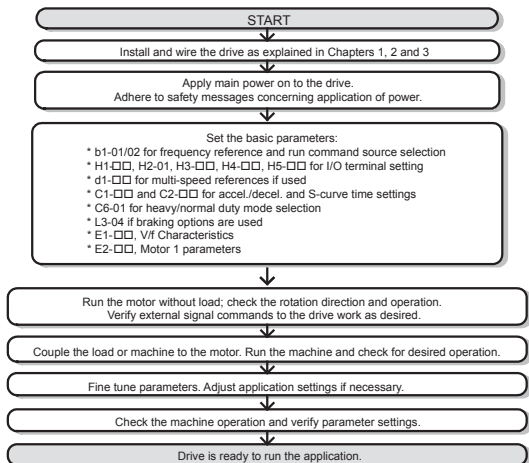 START
Install and wire the drive as explained in Chapters 1, 2 and 3
Apply main power on to the drive.
Adhere to safety messages concerning application of power.
Set the basic parameters:
* b1-01/02 for frequency reference and run command source selection
* H1-□□, H2-01, H3-□□, H4-□□, H5-□□ for I/O terminal setting
* d1-□□ for multi-speed references if used
* C1-□□ and C2-□□ for accel./decel. and S-curve time settings
* C6-01 for heavy/normal duty mode selection
* L3-04 if braking options are used
* E1-□□, V/f Characteristics
* E2-□□, Motor 1 parameters
Run the motor without load; check the rotation direction and operation.
Verify external signal commands to the drive work as desired.
Couple the load or machine to the motor. Run the machine and check for desired operation.
Fine tune parameters. Adjust application settings if necessary.
Check the machine operation and verify parameter settings.
Drive is ready to run the application.